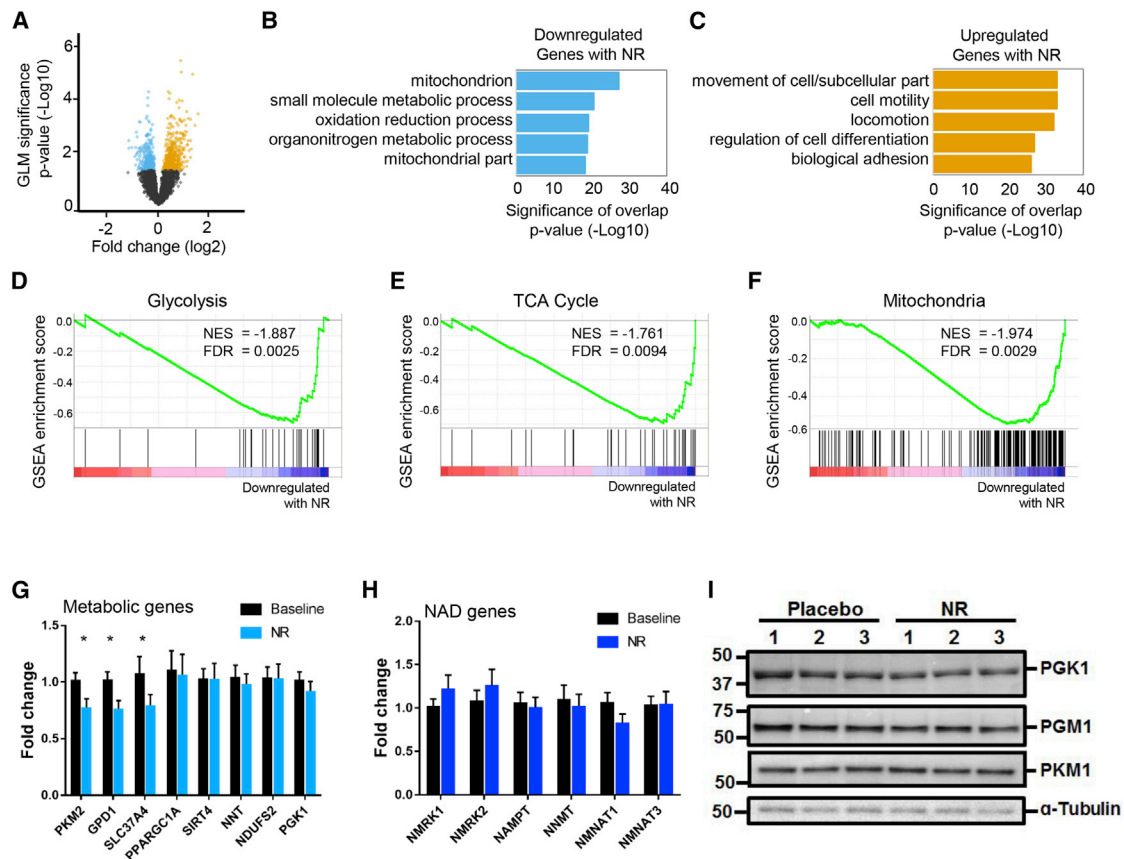 A
GLM significance
p-value (-Log10)
6
4
2
0
-2
0
2
Fold change (log2)
B
Downregulated
Genes with NR
mitochondrion
small molecule metabolic process
oxidation reduction process
organonitrogen metabolic process
mitochondrial part
0 10 20 30 40
Significance of overlap
p-value (-Log10)
C
Upregulated
Genes with NR
movement of cell/subcellular part
cell motility
locomotion
regulation of cell differentiation
biological adhesion
0 10 20 30 40
Significance of overlap
p-value (-Log10)
D
Glycolysis
GSEA enrichment score
0.0
-0.2
-0.4
-0.6
NES = -1.887
FDR = 0.0025
Downregulated
with NR
E
TCA Cycle
GSEA enrichment score
0.0
-0.2
-0.4
-0.6
NES = -1.761
FDR = 0.0094
Downregulated
with NR
F
Mitochondria
GSEA enrichment score
0.0
-0.2
-0.4
-0.6
NES = -1.974
FDR = 0.0029
Downregulated
with NR
G
Metabolic genes
Baseline
NR
Fold change
1.5
1.0
0.5
0.0
* * *
PKM2
GPD1
SLC37A4
PPARGC1A
SIRT4
NNT
NDUFS2
PGK1
H
NAD genes
Baseline
NR
Fold change
2.0
1.5
1.0
0.5
0.0
NMRK1
NMRK2
NAMPT
NNMT
NMNAT1
NMNAT3
I
Placebo NR
1 2 3 1 2 3
50
37
PGK1
75
50
PGM1
50
PKM1
50
α-Tubulin